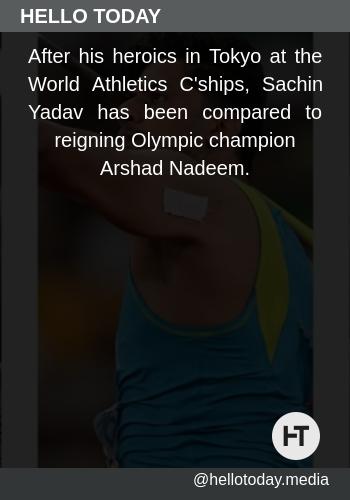 HELLO TODAY
After his heroics in Tokyo at the
World Athletics C'ships, Sachin
Yadav has been compared to
reigning Olympic champion
Arshad Nadeem.
HT
@hellotoday.media